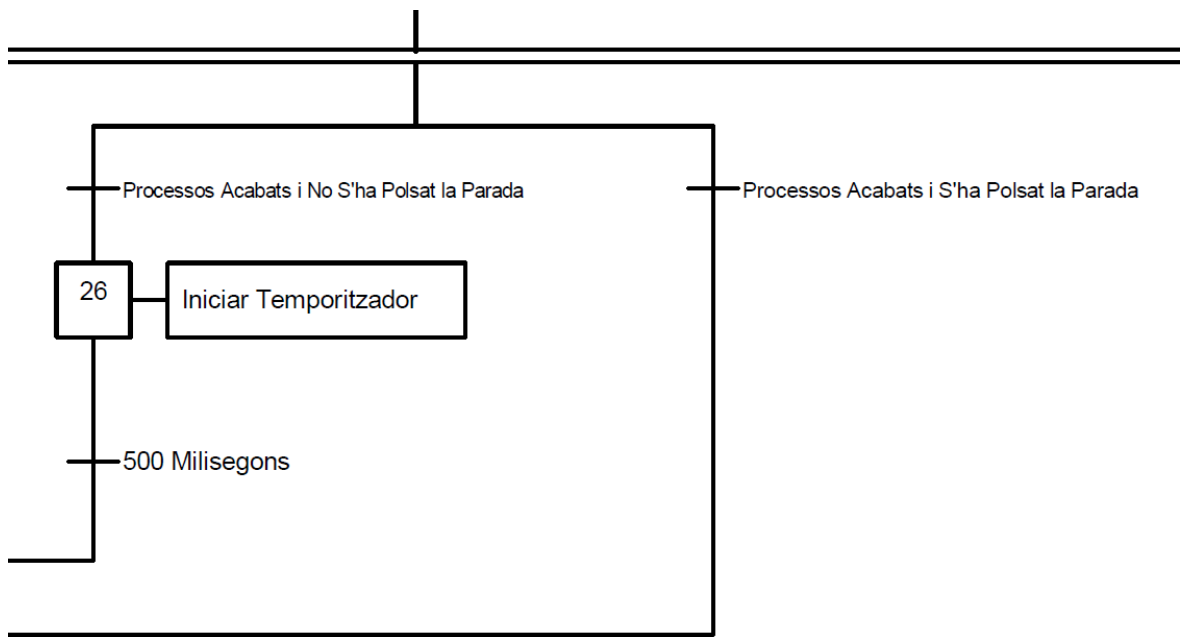 Processos Acabats i No S'ha Polsat la Parada
Processos Acabats i S'ha Polsat la Parada
26
Iniciar Temporitzador
500 Milisegons